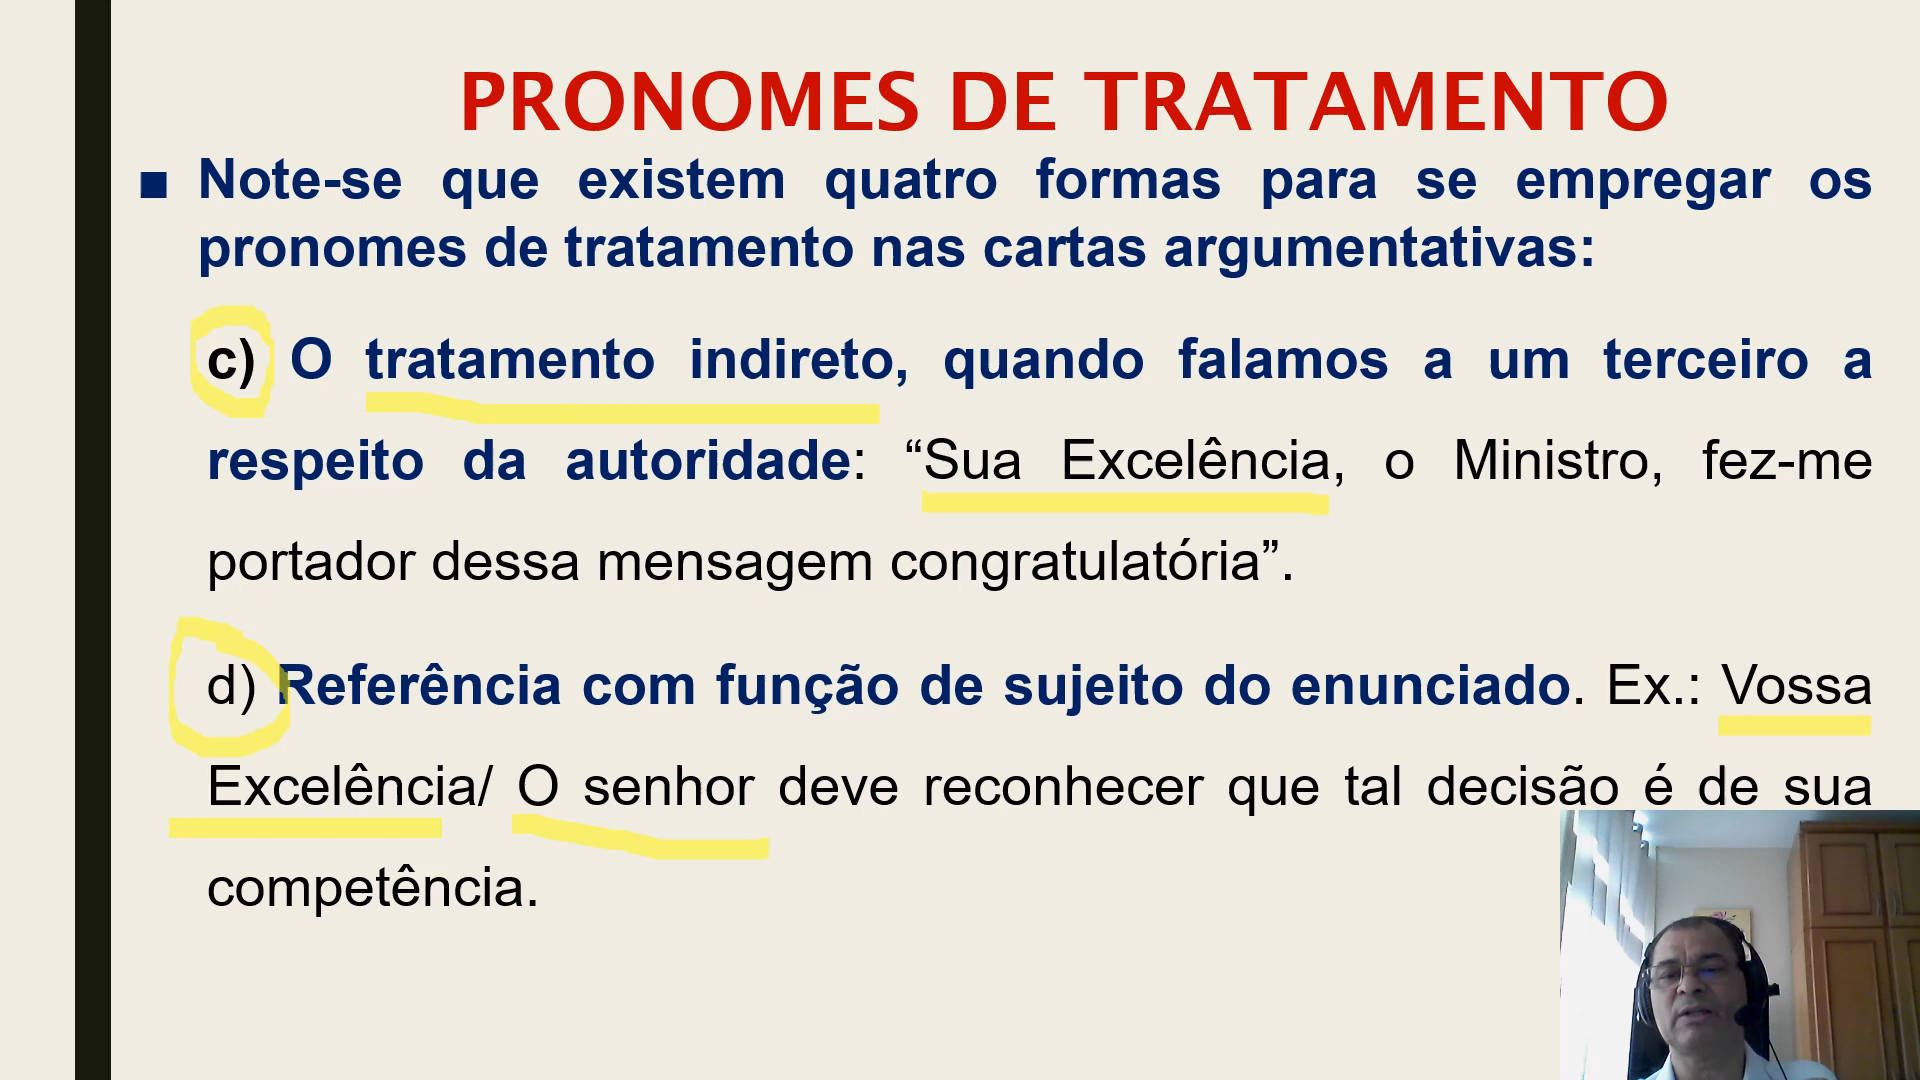 PRONOMES DE TRATAMENTO
■ Note-se que existem quatro formas para se empregar os
pronomes de tratamento nas cartas argumentativas:
c) O tratamento indireto, quando falamos a um terceiro a
respeito da autoridade: “Sua Excelência, o Ministro, fez-me
portador dessa mensagem congratulatória”.
d) Referência com função de sujeito do enunciado. Ex.: Vossa
Excelência/ O senhor deve reconhecer que tal decisão é de sua
competência.